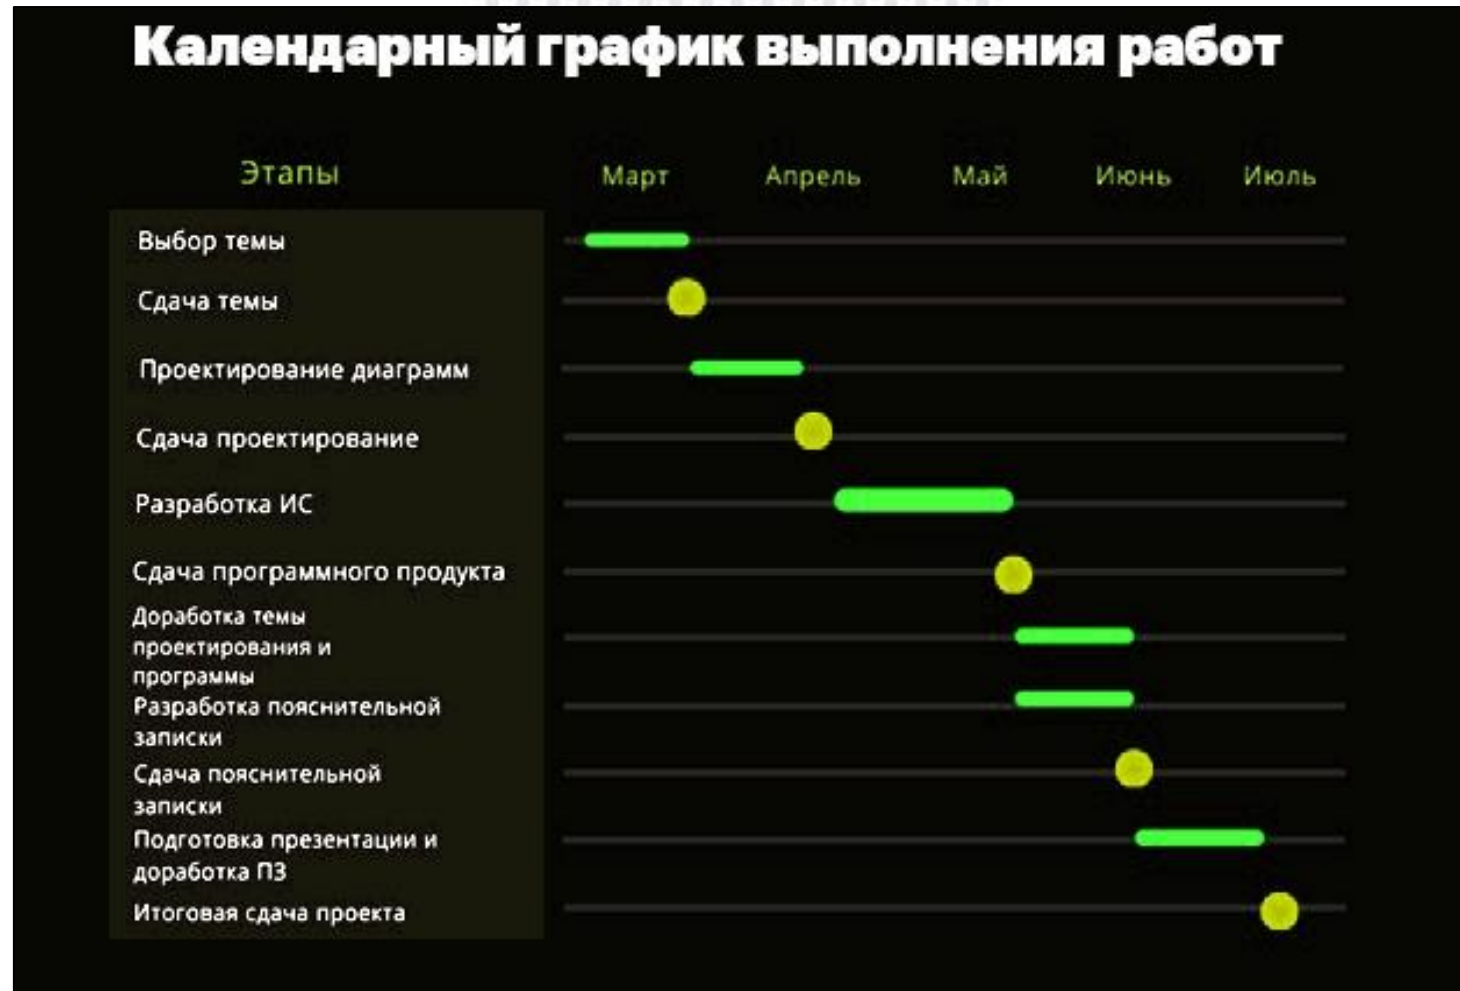 Календарный график выполнения работ
Этапы Март Апрель Май Июнь Июль
Выбор темы
Сдача темы
Проектирование диаграмм
Сдача проектирование
Разработка ИС
Сдача программного продукта
Доработка темы
проектирования и
программы
Разработка пояснительной
записки
Сдача пояснительной
записки
Подготовка презентации и
доработка ПЗ
Итоговая сдача проекта